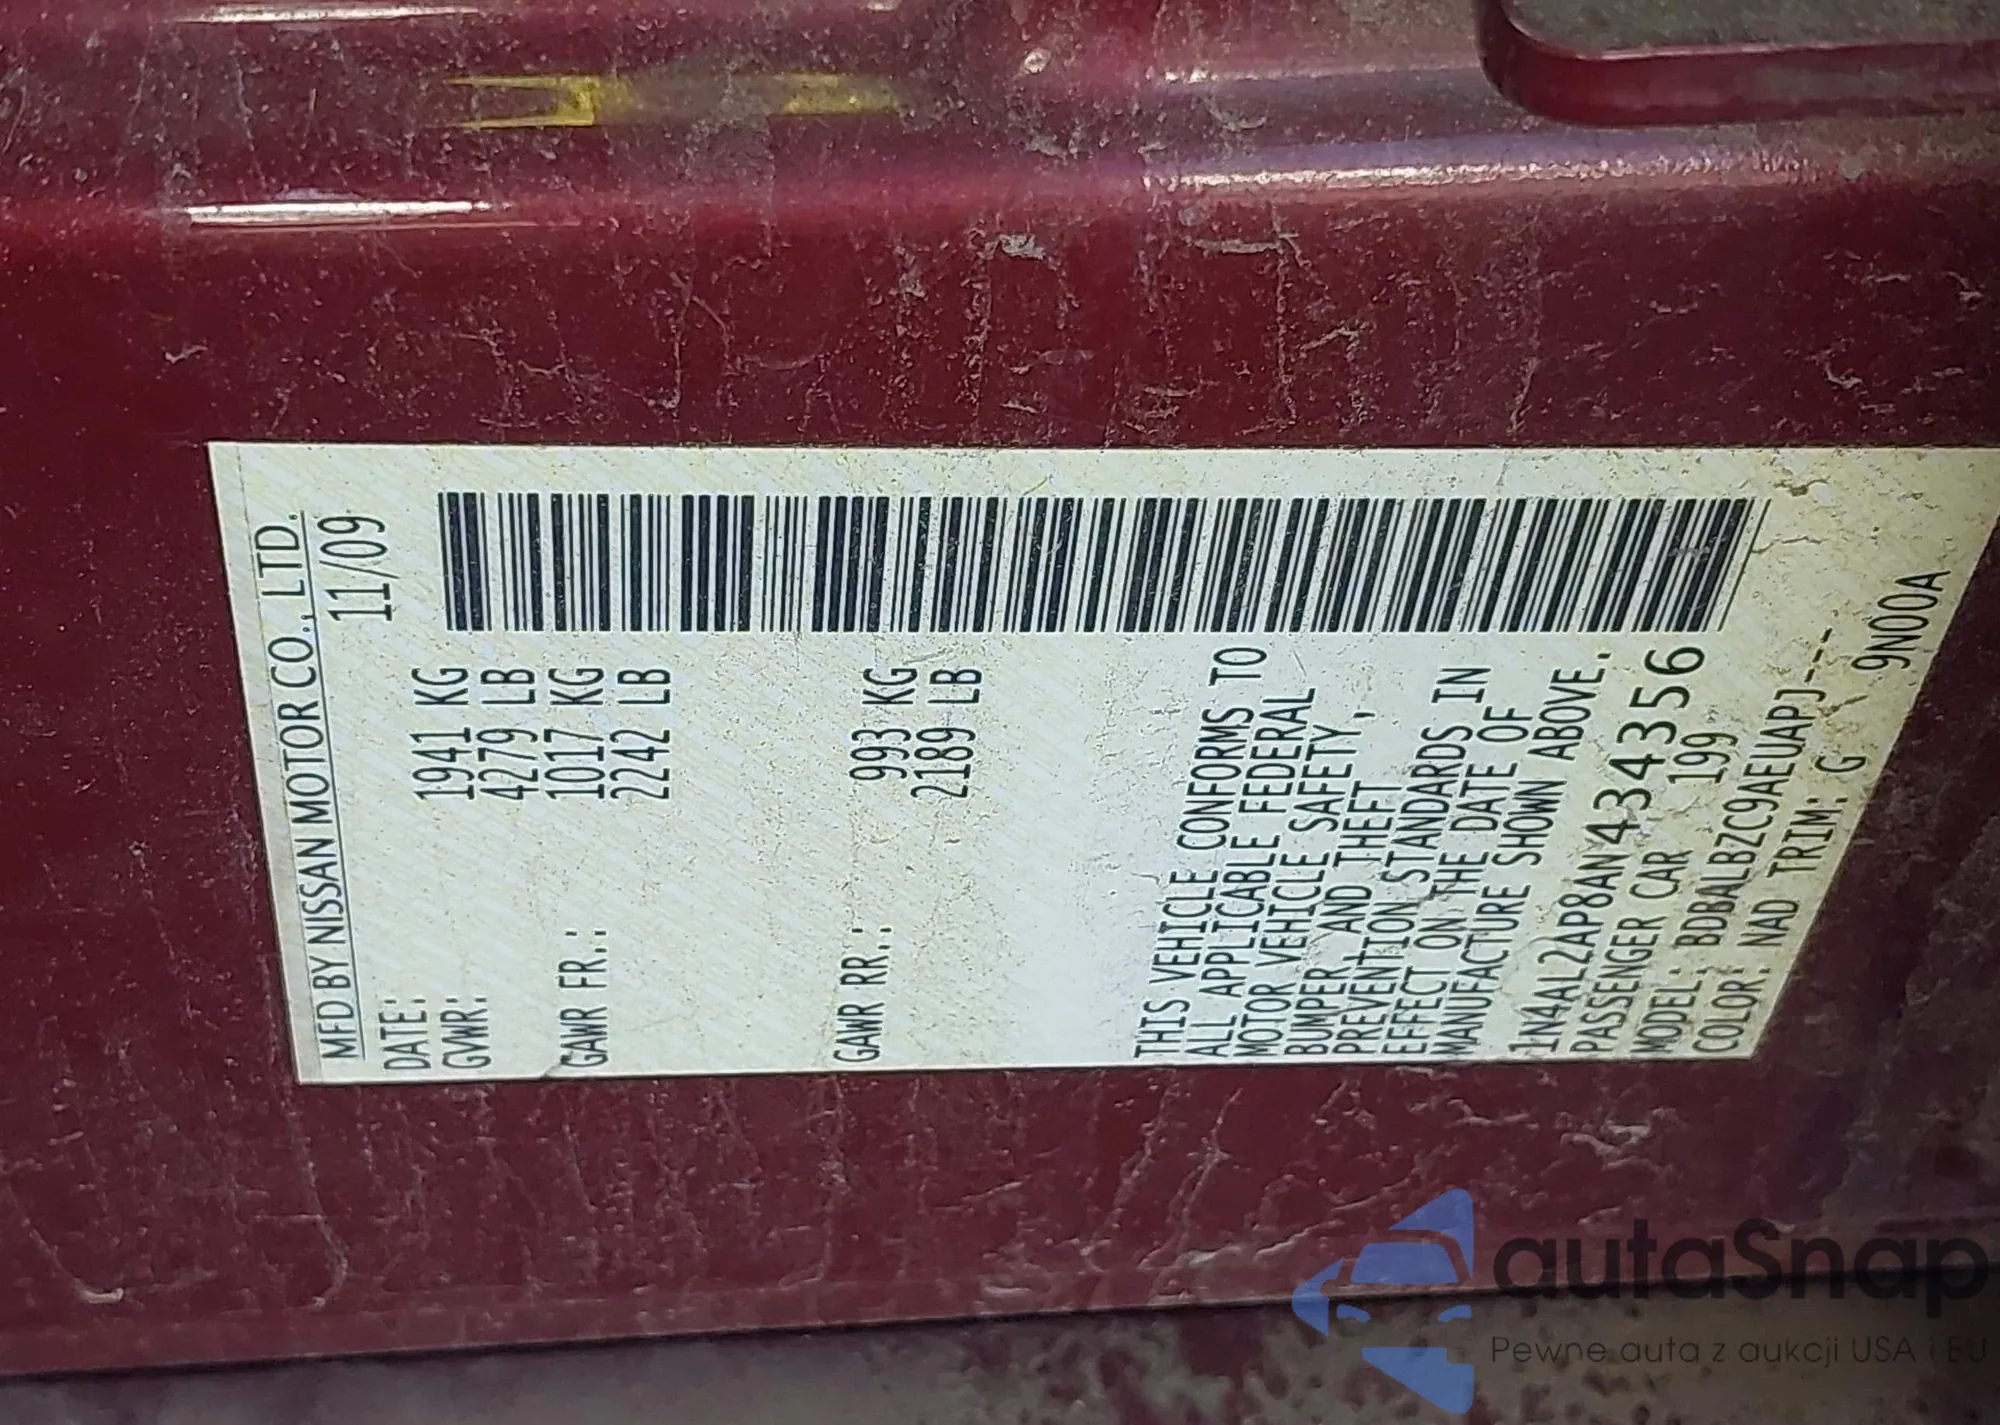 MFD BY NISSAN MOTOR CO., LTD.
DATE: 11/09
GVWR: 1941 KG
4279 LB
GAWR FR.: 1017 KG
2242 LB
GAWR RR.: 993 KG
2189 LB
THIS VEHICLE CONFORMS TO
ALL APPLICABLE FEDERAL
MOTOR VEHICLE SAFETY,
BUMPER, AND THEFT
PREVENTION STANDARDS IN
EFFECT ON THE DATE OF
MANUFACTURE SHOWN ABOVE.
1N4AL2AP8AN434356
PASSENGER CAR 199
MODEL: BDBALBZC9AEUAPJ----
COLOR: NAD TRIM: G 9N00A
autaSnap
Pewne auta z aukcji USA i EU